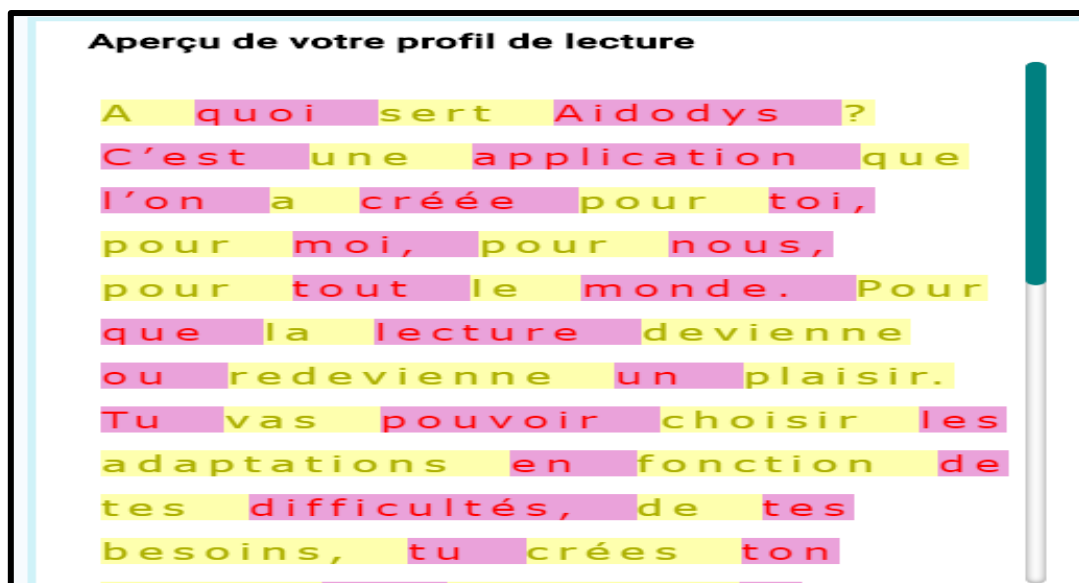 Aperçu de votre profil de lecture
A quoi sert Aidodys ?
C’est une application que
l’on a créée pour toi,
pour moi, pour nous,
pour tout le monde. Pour
que la lecture devienne
ou redevienne un plaisir.
Tu vas pouvoir choisir les
adaptations en fonction de
tes difficultés, de tes
besoins, tu crées ton